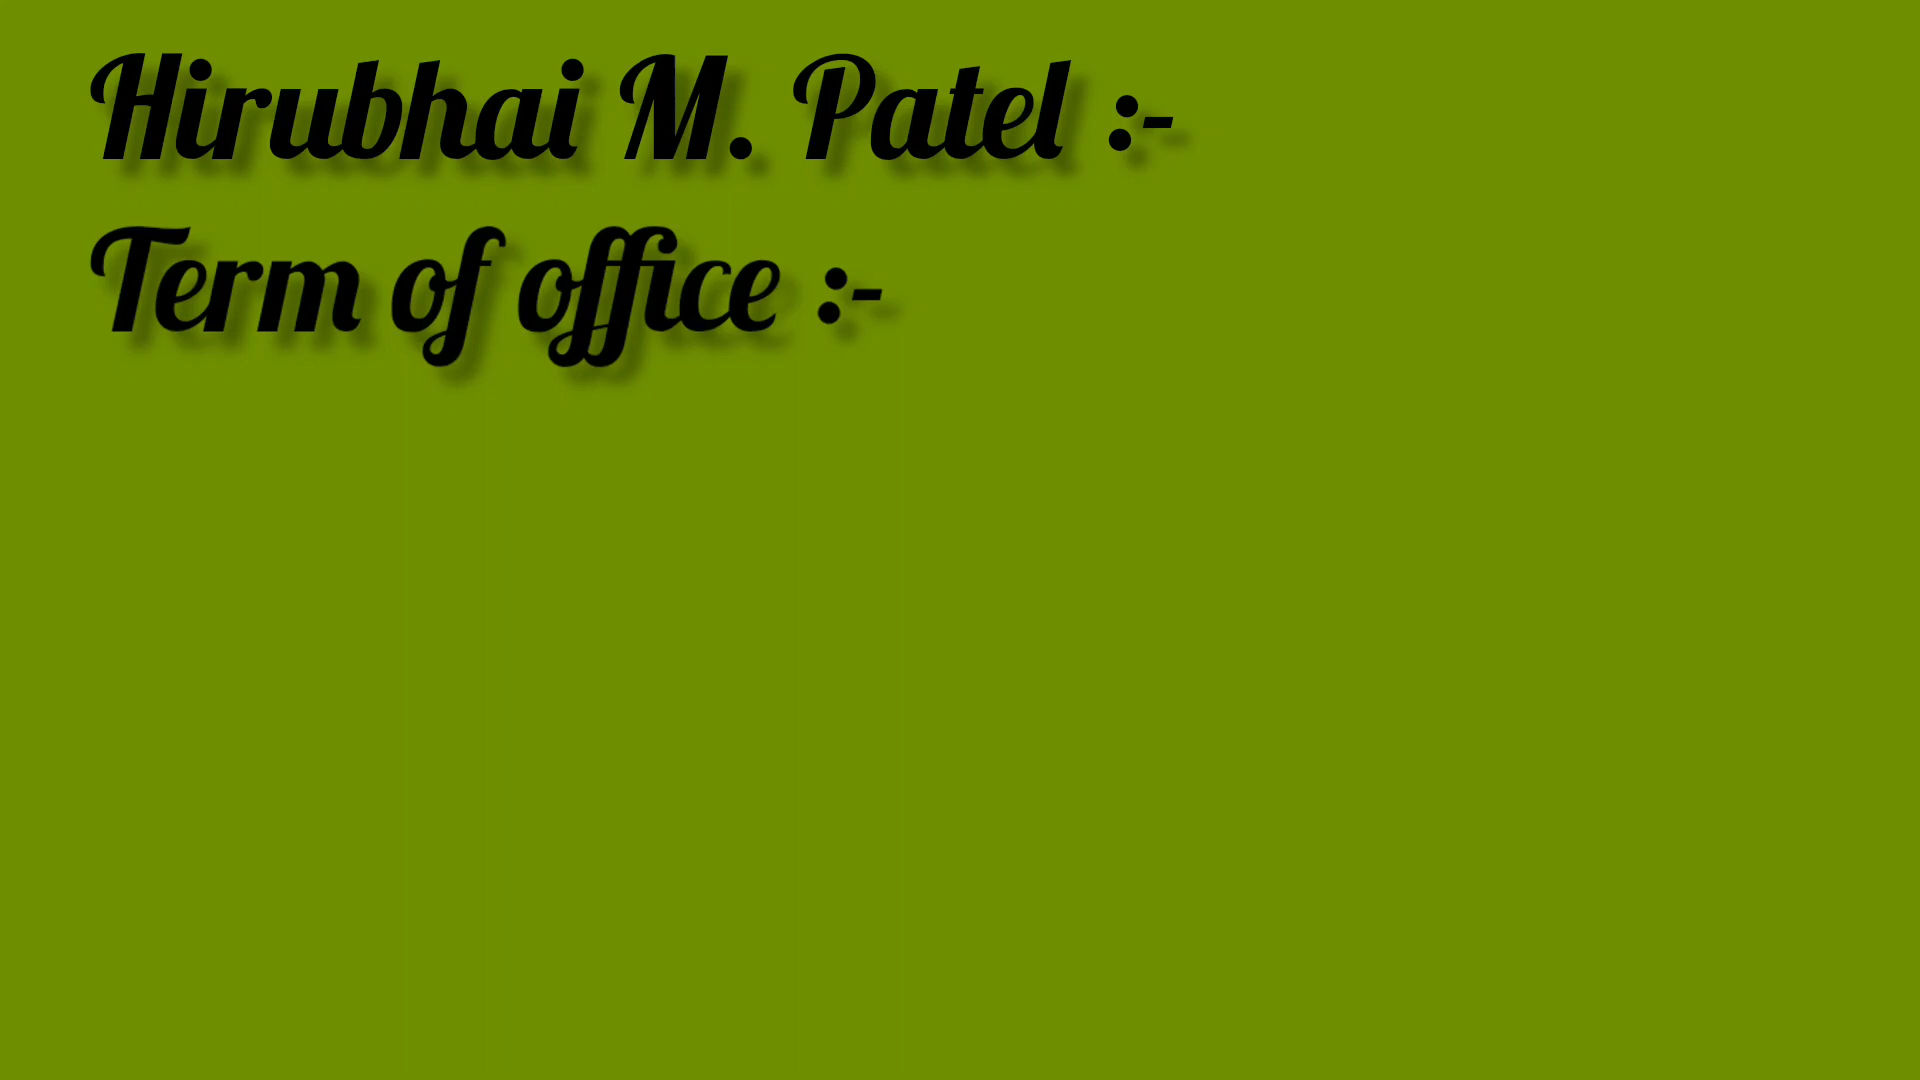 Hirubhai M. Patel :-
Term of office :-